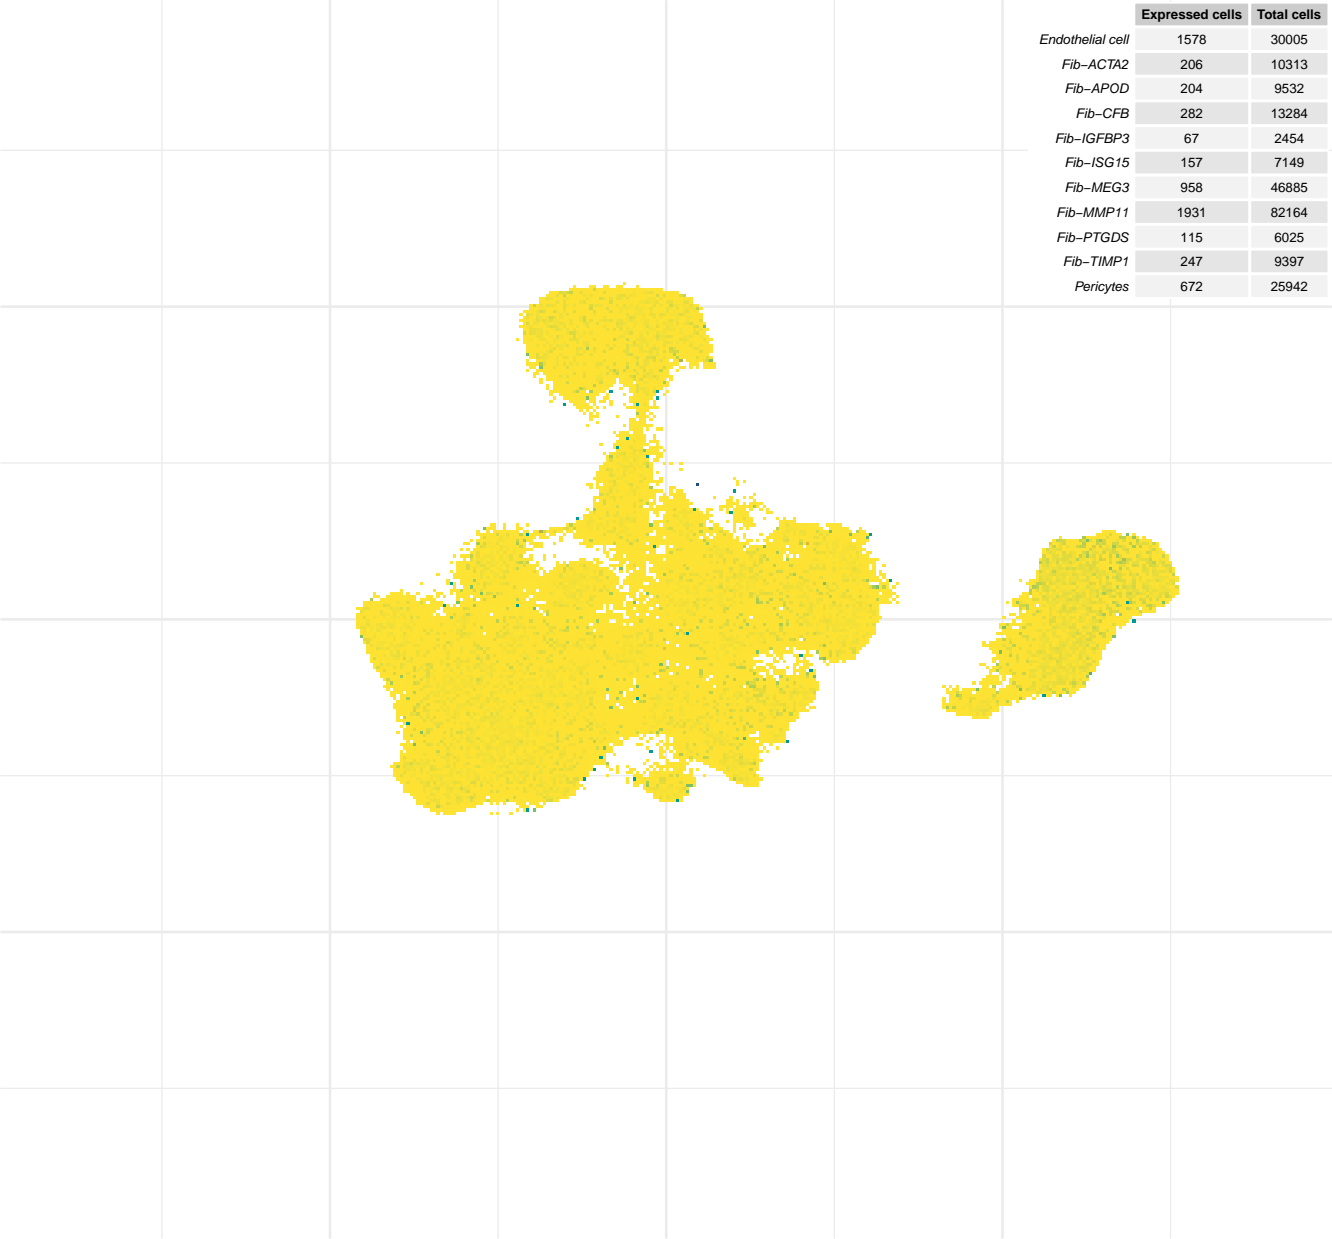 Expressed cells Total cells
Endothelial cell 1578 30005
Fib−ACTA2 206 10313
Fib−APOD 204 9532
Fib−CFB 282 13284
Fib−IGFBP3 67 2454
Fib−ISG15 157 7149
Fib−MEG3 958 46885
Fib−MMP11 1931 82164
Fib−PTGDS 115 6025
Fib−TIMP1 247 9397
Pericytes 672 25942